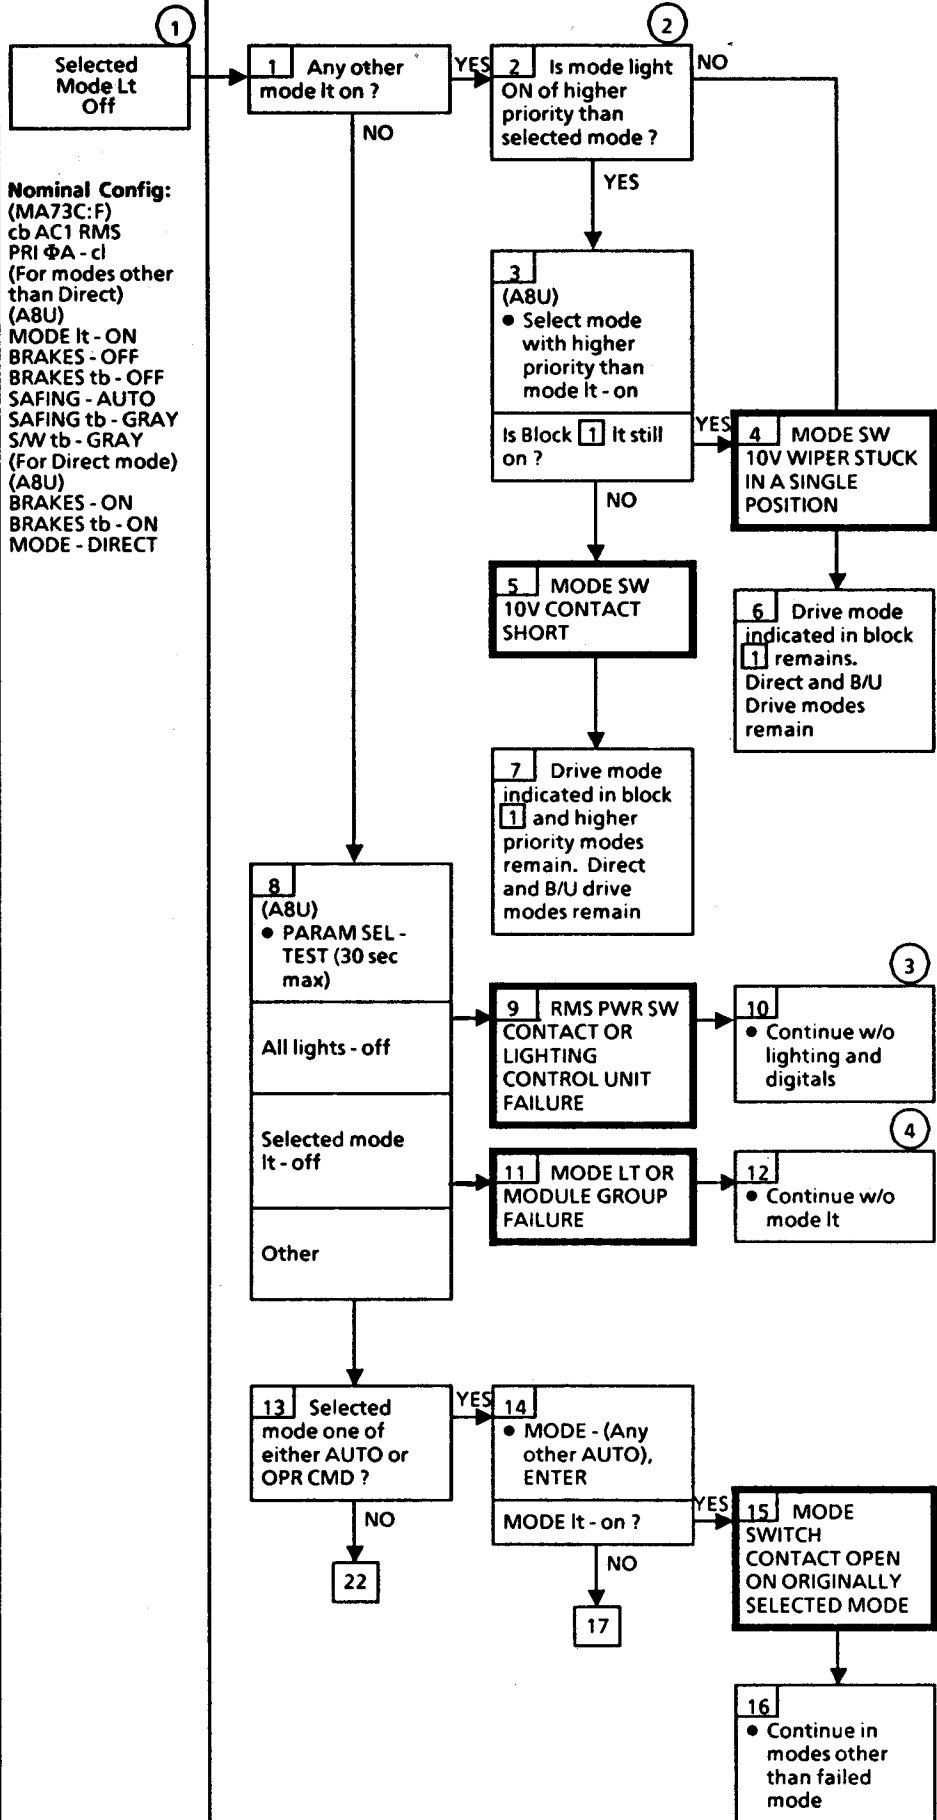 1
Selected
Mode Lt
Off
Nominal Config:
(MA73C:F)
cb AC1 RMS
PRI ΦA - cl
(For modes other
than Direct)
(A8U)
MODE lt - ON
BRAKES - OFF
BRAKES tb - OFF
SAFING - AUTO
SAFING tb - GRAY
S/W tb - GRAY
(For Direct mode)
(A8U)
BRAKES - ON
BRAKES tb - ON
MODE - DIRECT
1 Any other
mode lt on ?
YES
NO
2
2 Is mode light
ON of higher
priority than
selected mode ?
NO
YES
3
(A8U)
● Select mode
with higher
priority than
mode lt - on
Is Block 1 lt still
on ?
YES
NO
4 MODE SW
10V WIPER STUCK
IN A SINGLE
POSITION
5 MODE SW
10V CONTACT
SHORT
6 Drive mode
indicated in block
1 remains.
Direct and B/U
Drive modes
remain
7 Drive mode
indicated in block
1 and higher
priority modes
remain. Direct
and B/U drive
modes remain
8
(A8U)
● PARAM SEL -
TEST (30 sec
max)
All lights - off
Selected mode
lt - off
Other
9 RMS PWR SW
CONTACT OR
LIGHTING
CONTROL UNIT
FAILURE
3
10
● Continue w/o
lighting and
digitals
11 MODE LT OR
MODULE GROUP
FAILURE
4
12
● Continue w/o
mode lt
13 Selected
mode one of
either AUTO or
OPR CMD ?
YES
NO
22
14
● MODE - (Any
other AUTO),
ENTER
MODE lt - on ?
YES
NO
17
15 MODE
SWITCH
CONTACT OPEN
ON ORIGINALLY
SELECTED MODE
16
● Continue in
modes other
than failed
mode